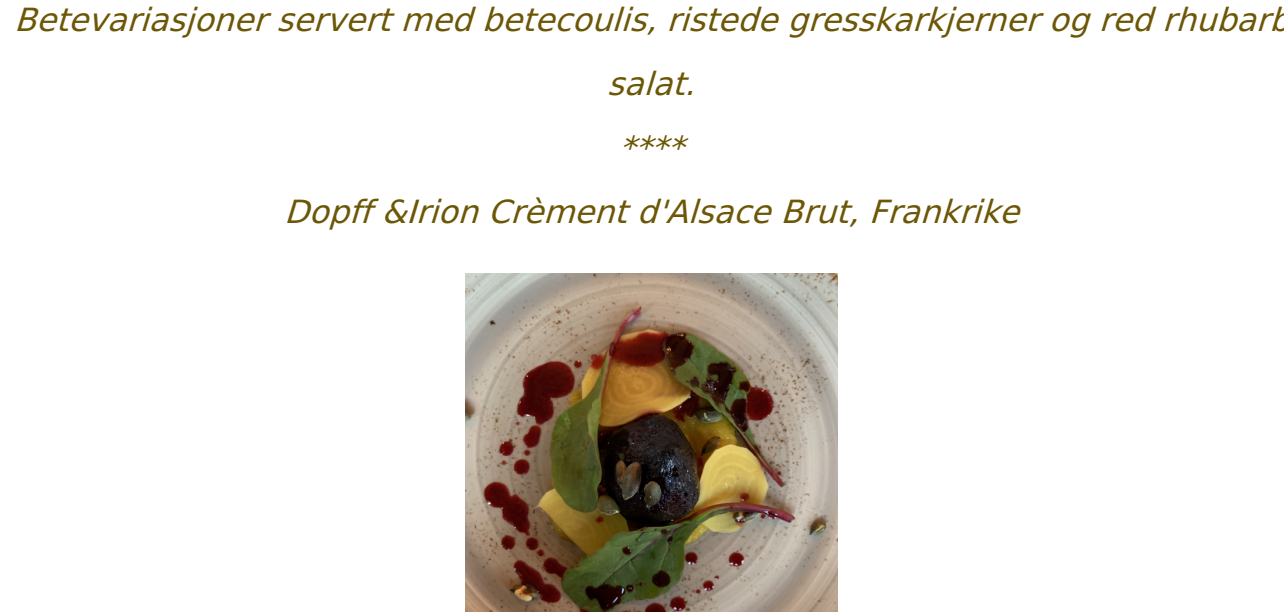 Betevariasjoner servert med betecoulis, ristede gresskarkjerner og red rhubarb
salat.
****
Dopff &Irion Crèment d'Alsace Brut, Frankrike